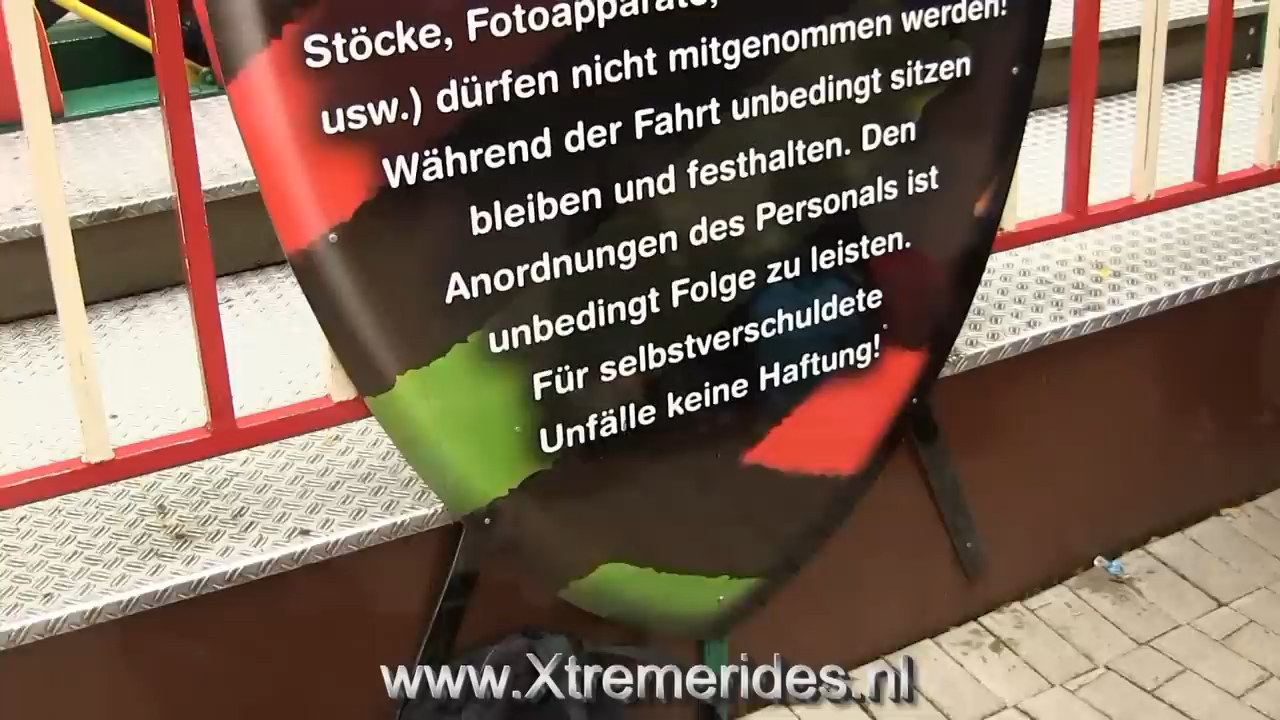 Stöcke, Fotoapparate,
usw.) dürfen nicht mitgenommen werden!
Während der Fahrt unbedingt sitzen
bleiben und festhalten. Den
Anordnungen des Personals ist
unbedingt Folge zu leisten.
Für selbstverschuldete
Unfälle keine Haftung!
www.Xtremerides.nl